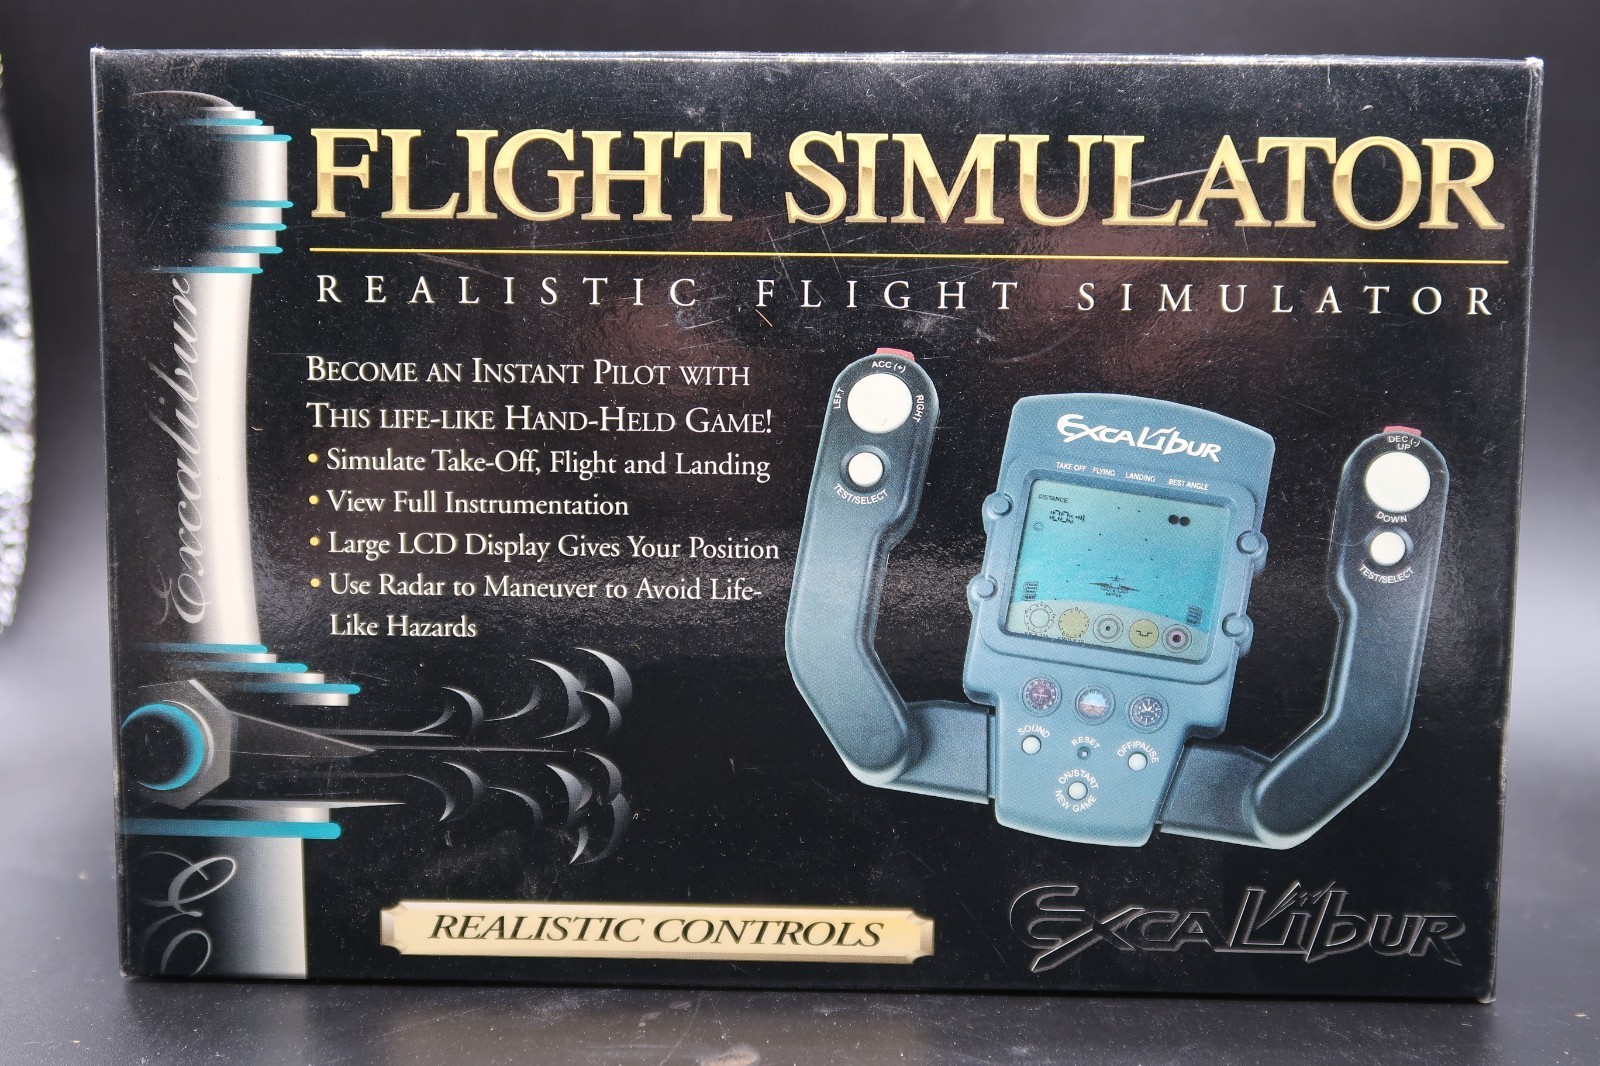 FLIGHT SIMULATOR
REALISTIC FLIGHT SIMULATOR
Excalibur
BECOME AN INSTANT PILOT WITH
THIS LIFE-LIKE HAND-HELD GAME!
• Simulate Take-Off, Flight and Landing
• View Full Instrumentation
• Large LCD Display Gives Your Position
• Use Radar to Maneuver to Avoid Life-
Like Hazards
ACC (+)
LEFT
RIGHT
TEST/SELECT
EXCALIBUR
TAKE OFF FLYING LANDING BEST ANGLE
DISTANCE
DEC (-)
UP
DOWN
TEST/SELECT
SOUND
RESET
OFF/PAUSE
ON/START
NEW GAME
REALISTIC CONTROLS
EXCALIBUR